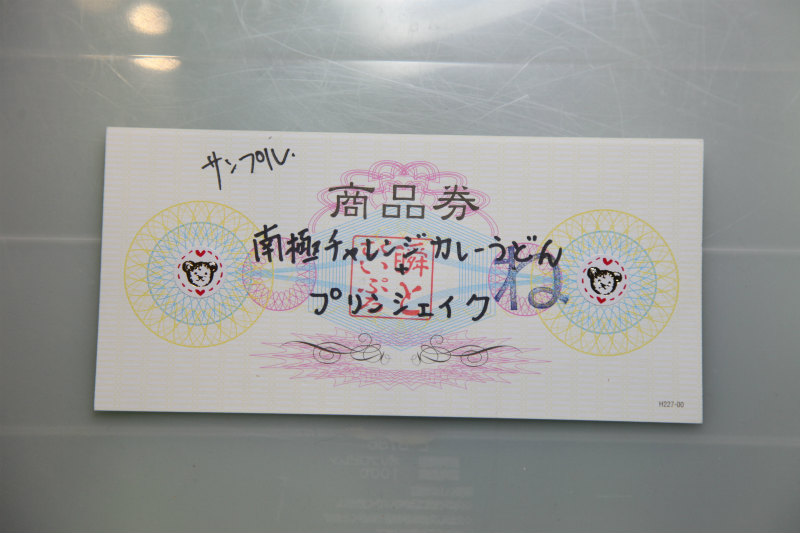 サンプル.
商品券
南極チャレンジカレーうどん
+
プリンシェイク
ね
H227-00